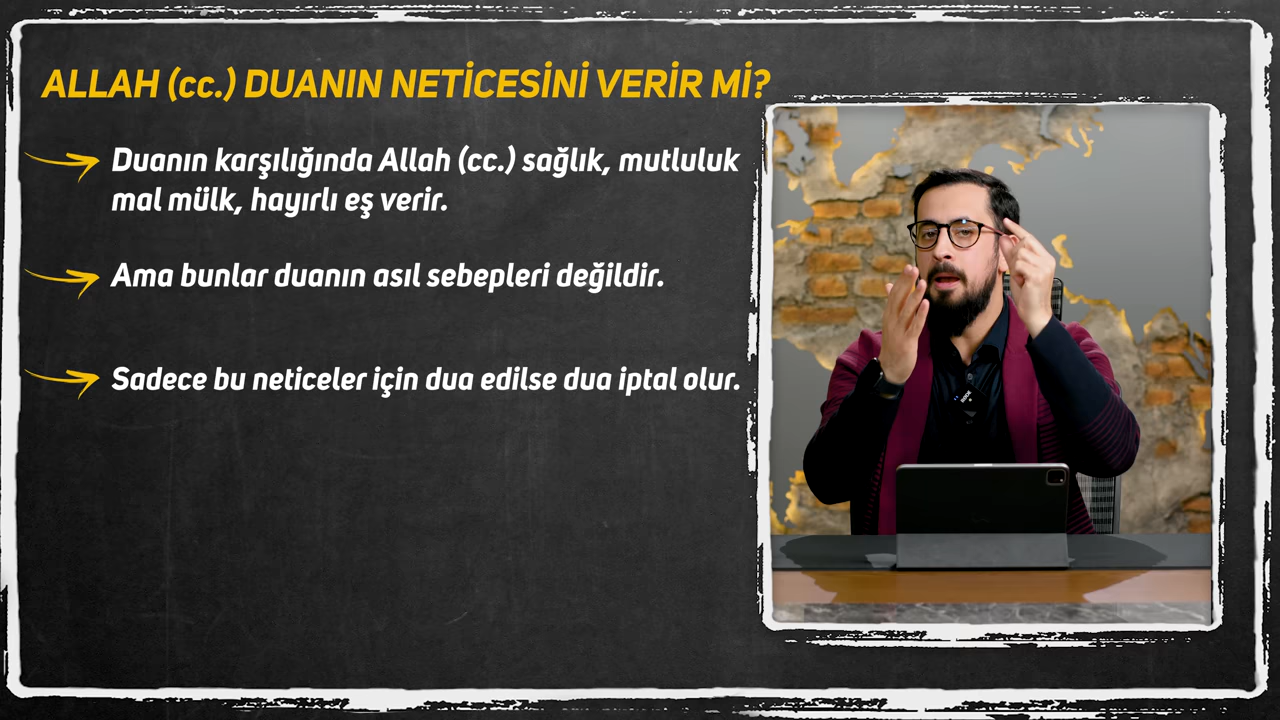 ALLAH (cc.) DUANIN NETİCESİNİ VERİR Mİ?
Duanın karşılığında Allah (cc.) sağlık, mutluluk
mal mülk, hayırlı eş verir.
Ama bunlar duanın asıl sebepleri değildir.
Sadece bu neticeler için dua edilse dua iptal olur.